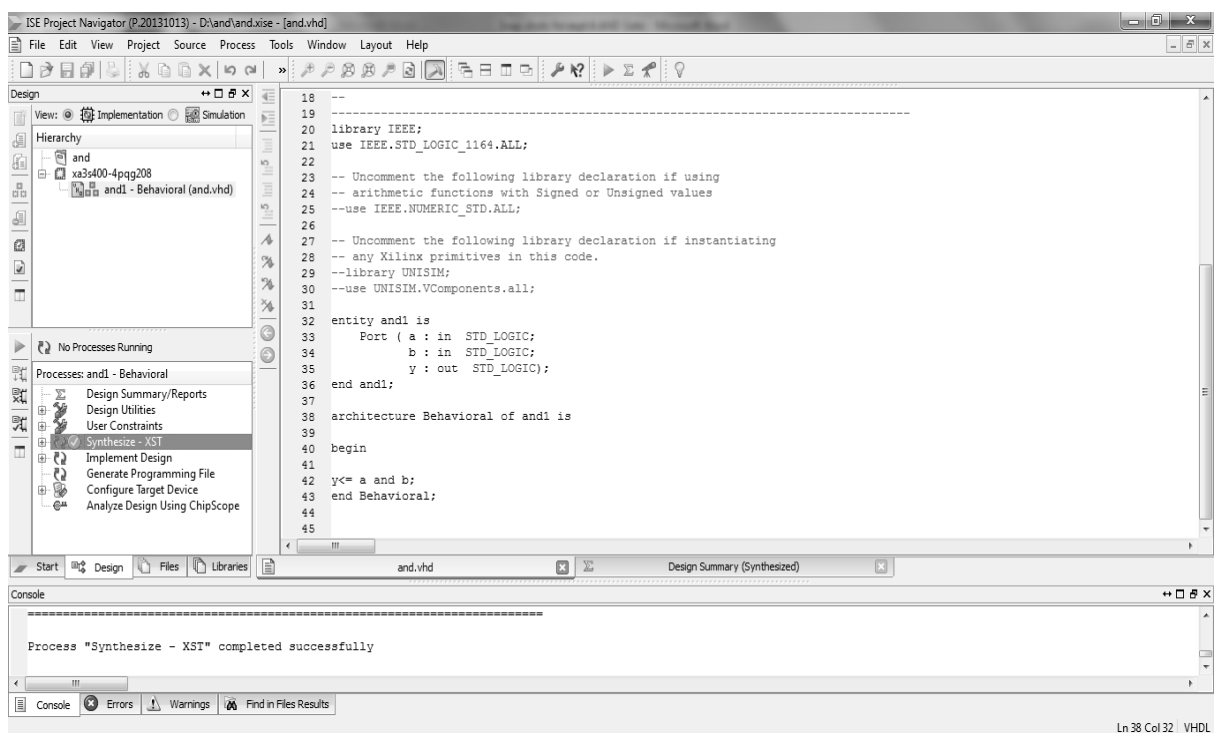 ISE Project Navigator (P.20131013) - D:\and\and.xise - [and.vhd]
File Edit View Project Source Process Tools Window Layout Help
Design
View: Implementation Simulation
Hierarchy
and
xa3s400-4pqg208
and1 - Behavioral (and.vhd)
No Processes Running
Processes: and1 - Behavioral
Design Summary/Reports
Design Utilities
User Constraints
Synthesize - XST
Implement Design
Generate Programming File
Configure Target Device
Analyze Design Using ChipScope
Start Design Files Libraries
18 --
19 ----------------------------------------------------------------------------------
20 library IEEE;
21 use IEEE.STD_LOGIC_1164.ALL;
22
23 -- Uncomment the following library declaration if using
24 -- arithmetic functions with Signed or Unsigned values
25 --use IEEE.NUMERIC_STD.ALL;
26
27 -- Uncomment the following library declaration if instantiating
28 -- any Xilinx primitives in this code.
29 --library UNISIM;
30 --use UNISIM.VComponents.all;
31
32 entity and1 is
33 Port ( a : in STD_LOGIC;
34 b : in STD_LOGIC;
35 y : out STD_LOGIC);
36 end and1;
37
38 architecture Behavioral of and1 is
39
40 begin
41
42 y<= a and b;
43 end Behavioral;
44
45
and.vhd Design Summary (Synthesized)
Console
=========================================================================
Process "Synthesize - XST" completed successfully
Console Errors Warnings Find in Files Results
Ln 38 Col 32 VHDL